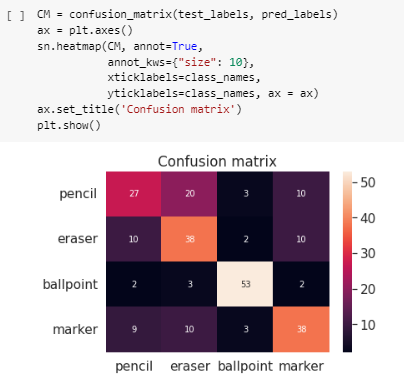 [ ] CM = confusion_matrix(test_labels, pred_labels)
ax = plt.axes()
sn.heatmap(CM, annot=True,
annot_kws={"size": 10},
xticklabels=class_names,
yticklabels=class_names, ax = ax)
ax.set_title('Confusion matrix')
plt.show()
Confusion matrix
pencil 27 20 3 10
eraser 10 38 2 10
ballpoint 2 3 53 2
marker 9 10 3 38
pencil eraser ballpoint marker
50
40
30
20
10